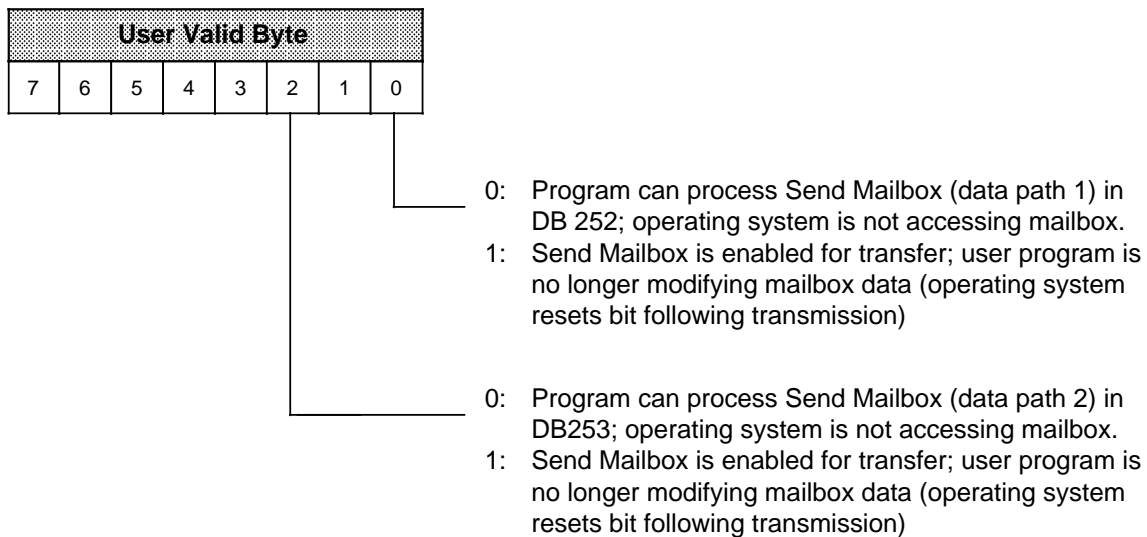 User Valid Byte
7 6 5 4 3 2 1 0
0: Program can process Send Mailbox (data path 1) in
DB 252; operating system is not accessing mailbox.
1: Send Mailbox is enabled for transfer; user program is
no longer modifying mailbox data (operating system
resets bit following transmission)
0: Program can process Send Mailbox (data path 2) in
DB253; operating system is not accessing mailbox.
1: Send Mailbox is enabled for transfer; user program is
no longer modifying mailbox data (operating system
resets bit following transmission)